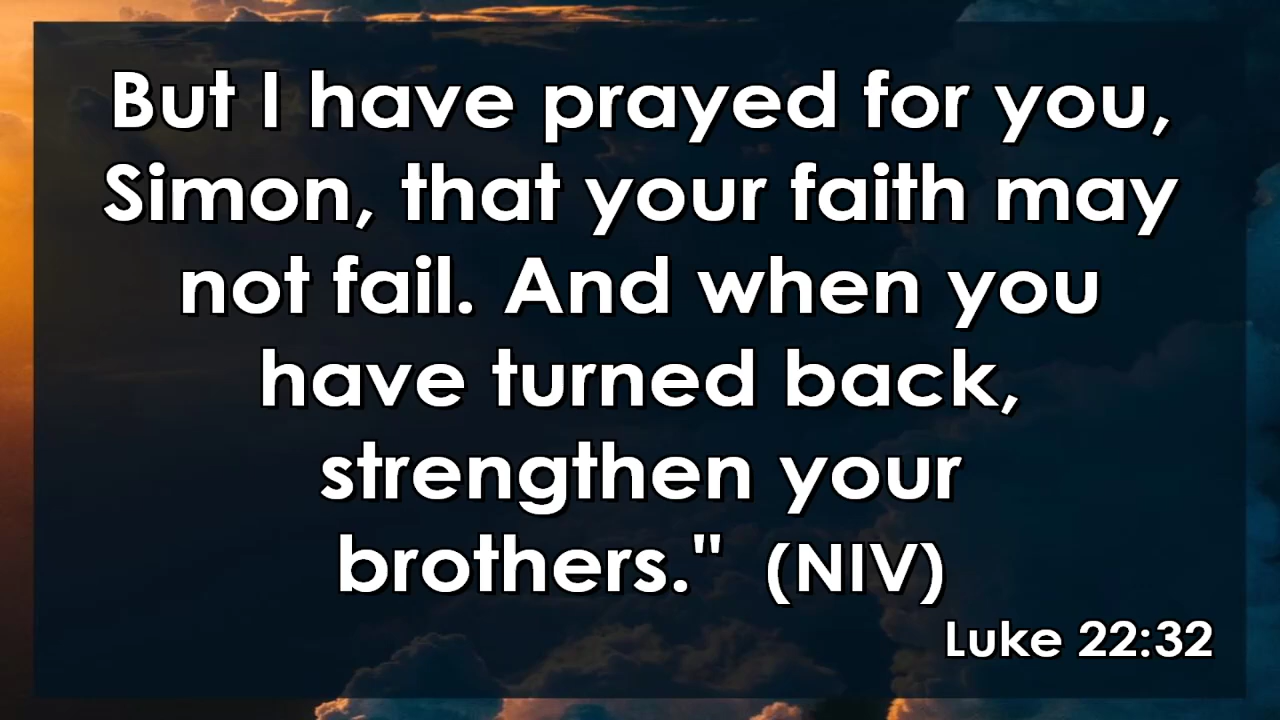 But I have prayed for you,
Simon, that your faith may
not fail. And when you
have turned back,
strengthen your
brothers." (NIV)
Luke 22:32